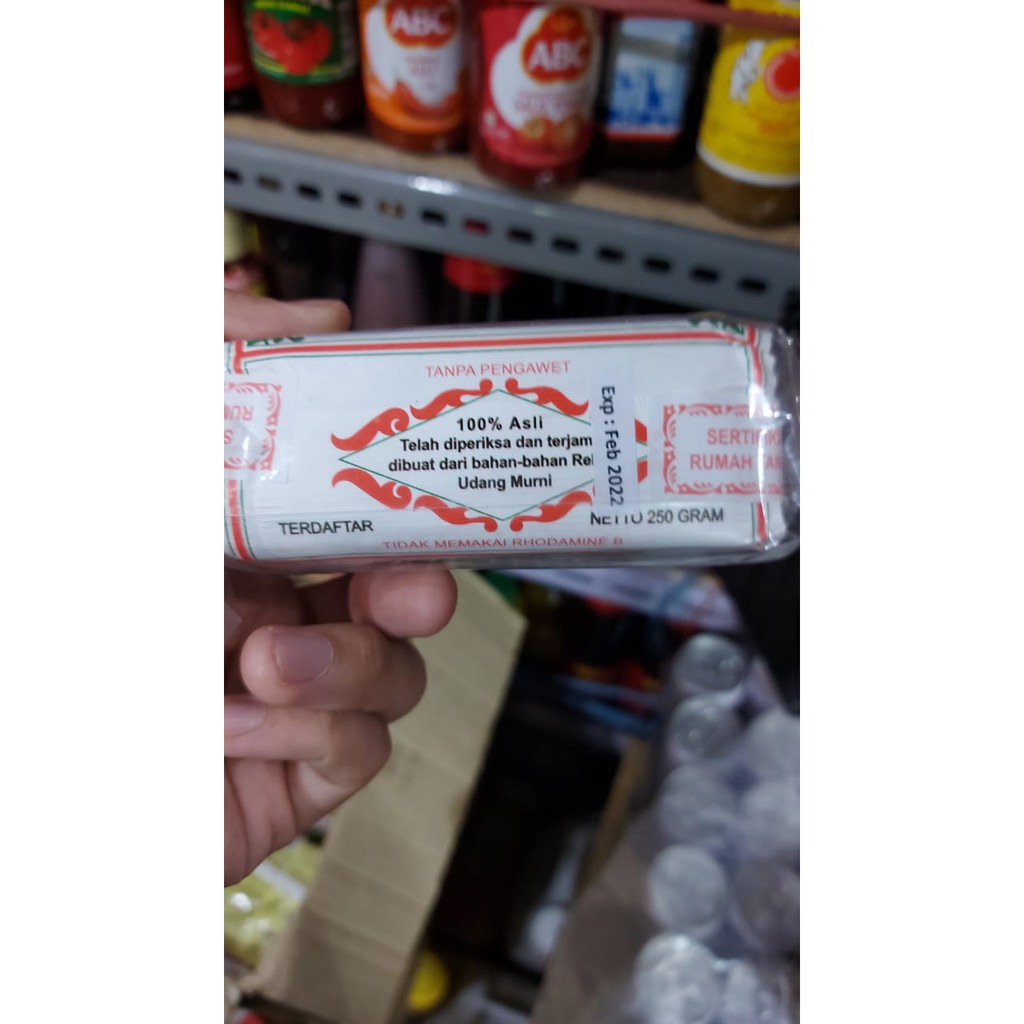 ABC
ABC
TANPA PENGAWET
100% Asli
Telah diperiksa dan terjam
dibuat dari bahan-bahan Re
Udang Murni
Exp : Feb 2022
RUMAH
TERDAFTAR
NETTO 250 GRAM
TIDAK MEMAKAI RHODAMINE B